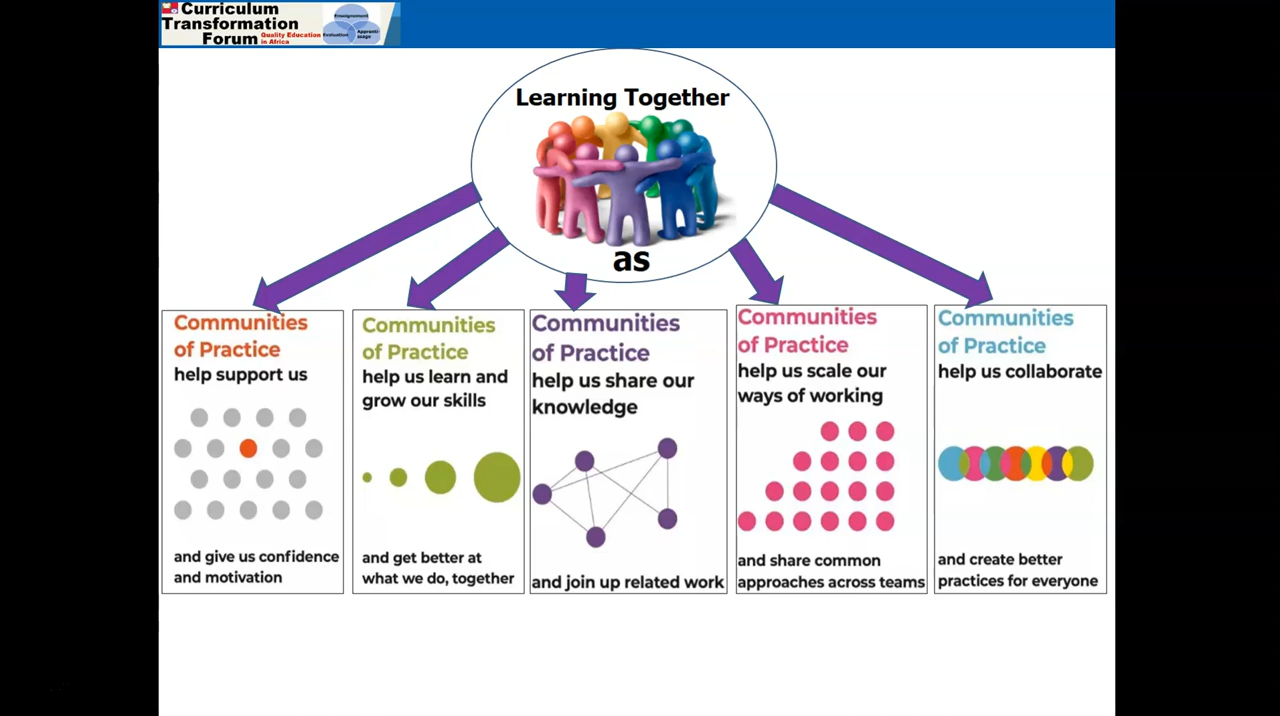 Curriculum
Transformation
Forum Quality Education
in Africa
Enseignement
Evaluation
Apprenti-
ssage
Learning Together
as
Communities
of Practice
help support us
and give us confidence
and motivation
Communities
of Practice
help us learn and
grow our skills
and get better at
what we do, together
Communities
of Practice
help us share our
knowledge
and join up related work
Communities
of Practice
help us scale our
ways of working
and share common
approaches across teams
Communities
of Practice
help us collaborate
and create better
practices for everyone